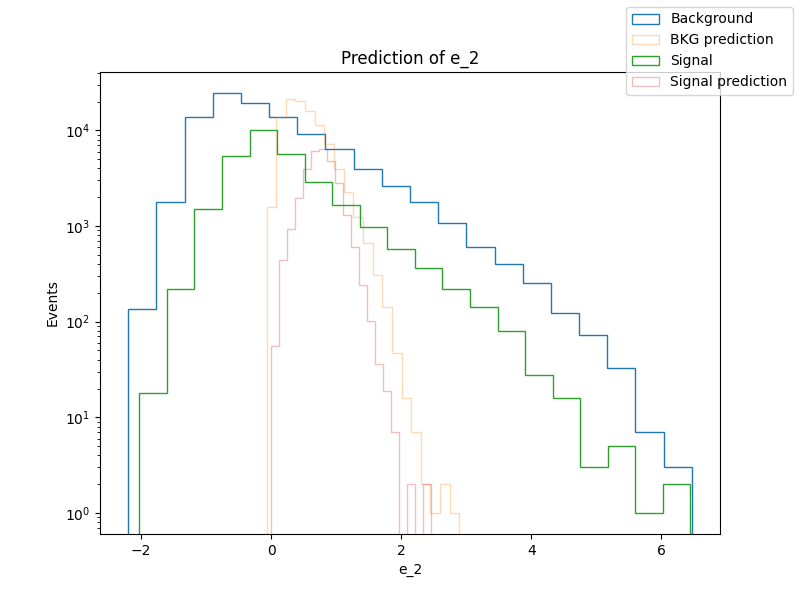 Prediction of e_2
Background
BKG prediction
Signal
Signal prediction
Events
10⁴
10³
10²
10¹
10⁰
−2
0
2
4
6
e_2